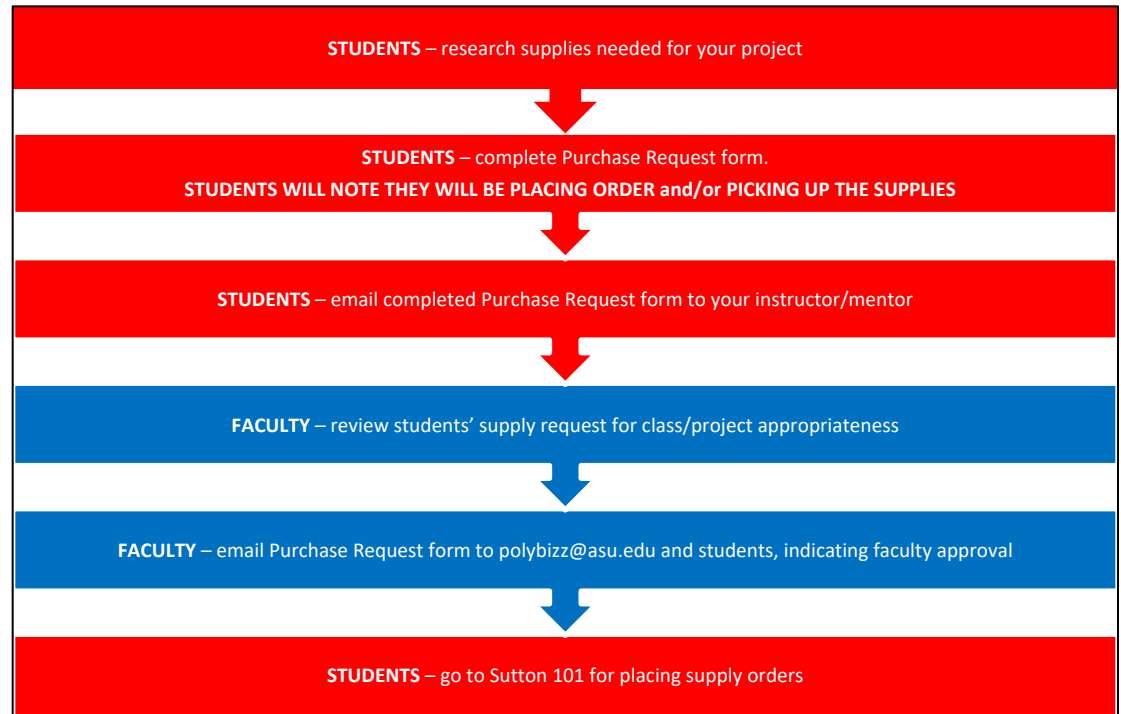 STUDENTS – research supplies needed for your project
STUDENTS – complete Purchase Request form.
STUDENTS WILL NOTE THEY WILL BE PLACING ORDER and/or PICKING UP THE SUPPLIES
STUDENTS – email completed Purchase Request form to your instructor/mentor
FACULTY – review students’ supply request for class/project appropriateness
FACULTY – email Purchase Request form to polybizz@asu.edu and students, indicating faculty approval
STUDENTS – go to Sutton 101 for placing supply orders